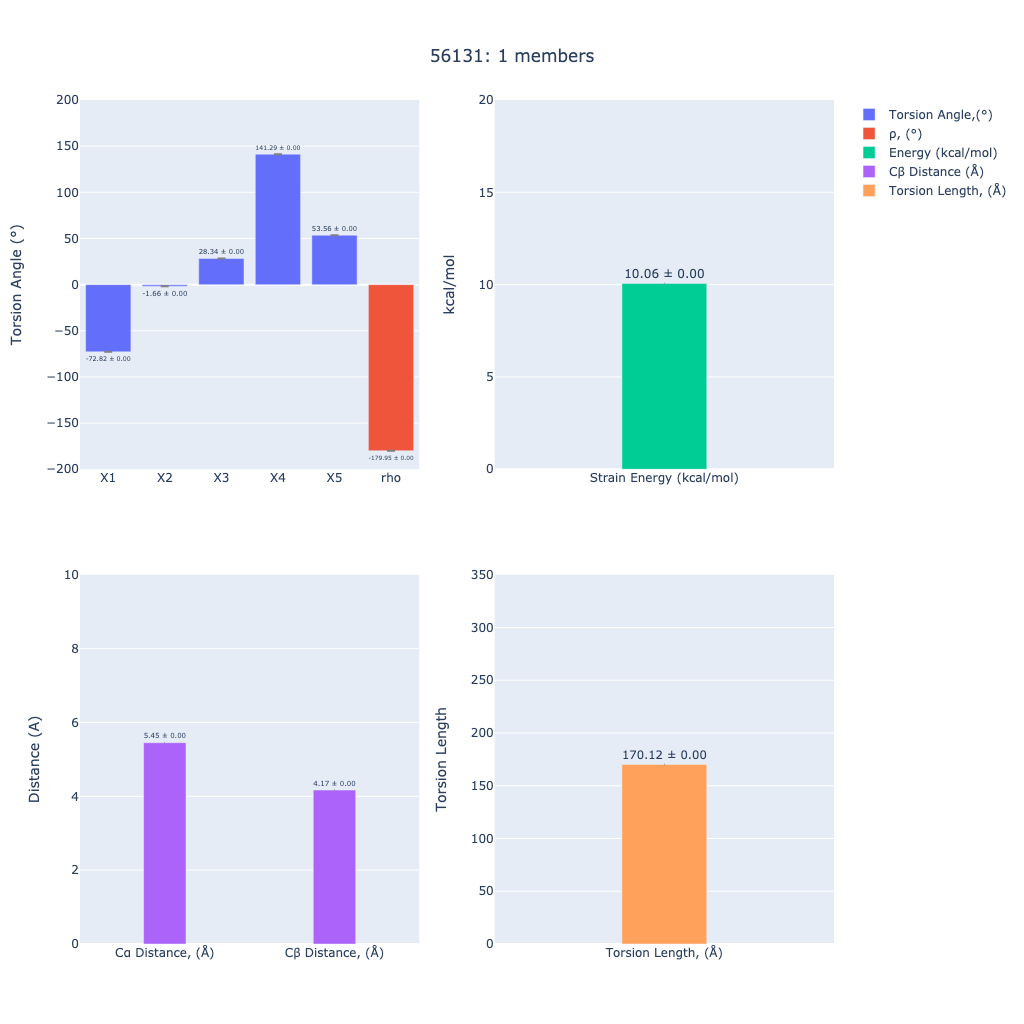 56131: 1 members
Torsion Angle (°)
200
150
100
50
0
−50
−100
−150
−200
-72.82 ± 0.00
-1.66 ± 0.00
28.34 ± 0.00
141.29 ± 0.00
53.56 ± 0.00
-179.95 ± 0.00
X1 X2 X3 X4 X5 rho
kcal/mol
20
15
10
5
0
10.06 ± 0.00
Strain Energy (kcal/mol)
Torsion Angle,(°)
ρ, (°)
Energy (kcal/mol)
Cβ Distance (Å)
Torsion Length, (Å)
Distance (A)
10
8
6
4
2
0
5.45 ± 0.00
4.17 ± 0.00
Cα Distance, (Å) Cβ Distance, (Å)
Torsion Length
350
300
250
200
150
100
50
0
170.12 ± 0.00
Torsion Length, (Å)